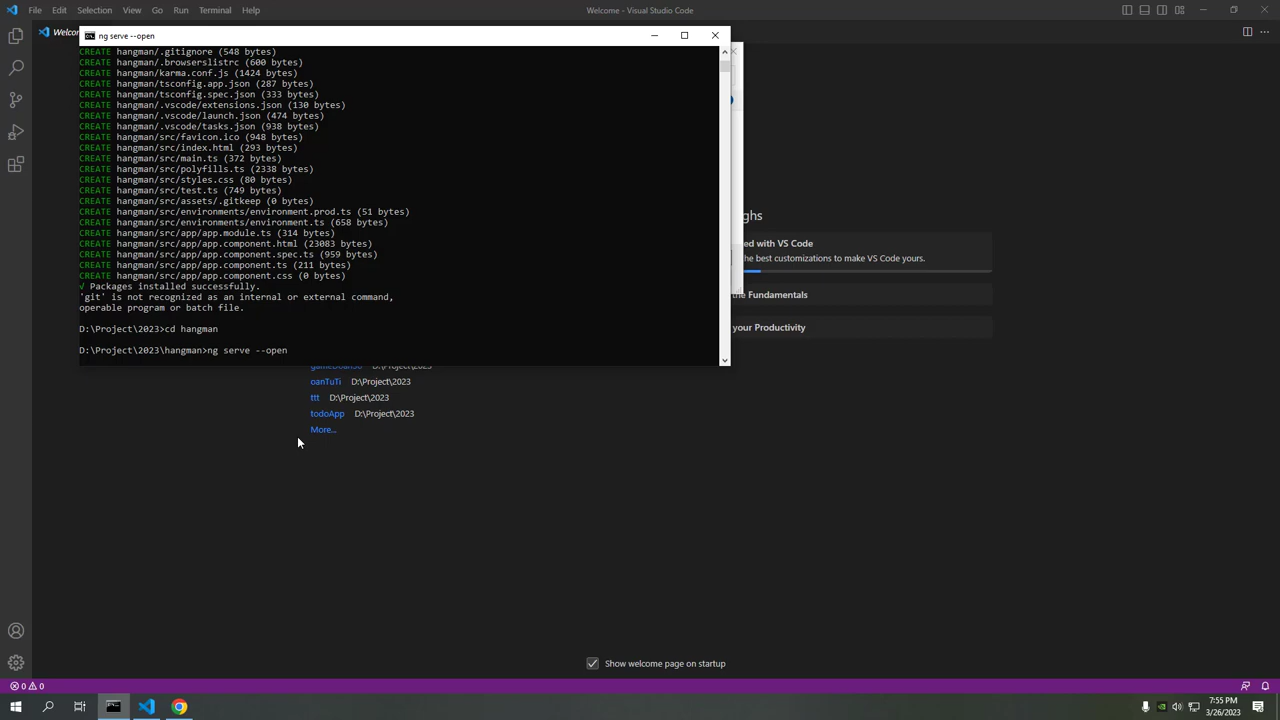 File Edit Selection View Go Run Terminal Help
Welcome - Visual Studio Code
ng serve --open
CREATE hangman/.gitignore (548 bytes)
CREATE hangman/.browserslistrc (600 bytes)
CREATE hangman/karma.conf.js (1424 bytes)
CREATE hangman/tsconfig.app.json (287 bytes)
CREATE hangman/tsconfig.spec.json (333 bytes)
CREATE hangman/.vscode/extensions.json (130 bytes)
CREATE hangman/.vscode/launch.json (474 bytes)
CREATE hangman/.vscode/tasks.json (938 bytes)
CREATE hangman/src/favicon.ico (948 bytes)
CREATE hangman/src/index.html (293 bytes)
CREATE hangman/src/main.ts (372 bytes)
CREATE hangman/src/polyfills.ts (2338 bytes)
CREATE hangman/src/styles.css (80 bytes)
CREATE hangman/src/test.ts (749 bytes)
CREATE hangman/src/assets/.gitkeep (0 bytes)
CREATE hangman/src/environments/environment.prod.ts (51 bytes)
CREATE hangman/src/environments/environment.ts (658 bytes)
CREATE hangman/src/app/app.module.ts (314 bytes)
CREATE hangman/src/app/app.component.html (23083 bytes)
CREATE hangman/src/app/app.component.spec.ts (959 bytes)
CREATE hangman/src/app/app.component.ts (211 bytes)
CREATE hangman/src/app/app.component.css (0 bytes)
√ Packages installed successfully.
'git' is not recognized as an internal or external command,
operable program or batch file.
D:\Project\2023>cd hangman
D:\Project\2023\hangman>ng serve --open
ghs
ed with VS Code
he best customizations to make VS Code yours.
the Fundamentals
your Productivity
D:\Project\2023
oanTuTi D:\Project\2023
ttt D:\Project\2023
todoApp D:\Project\2023
More...
Show welcome page on startup
0 0
7:55 PM
3/26/2023